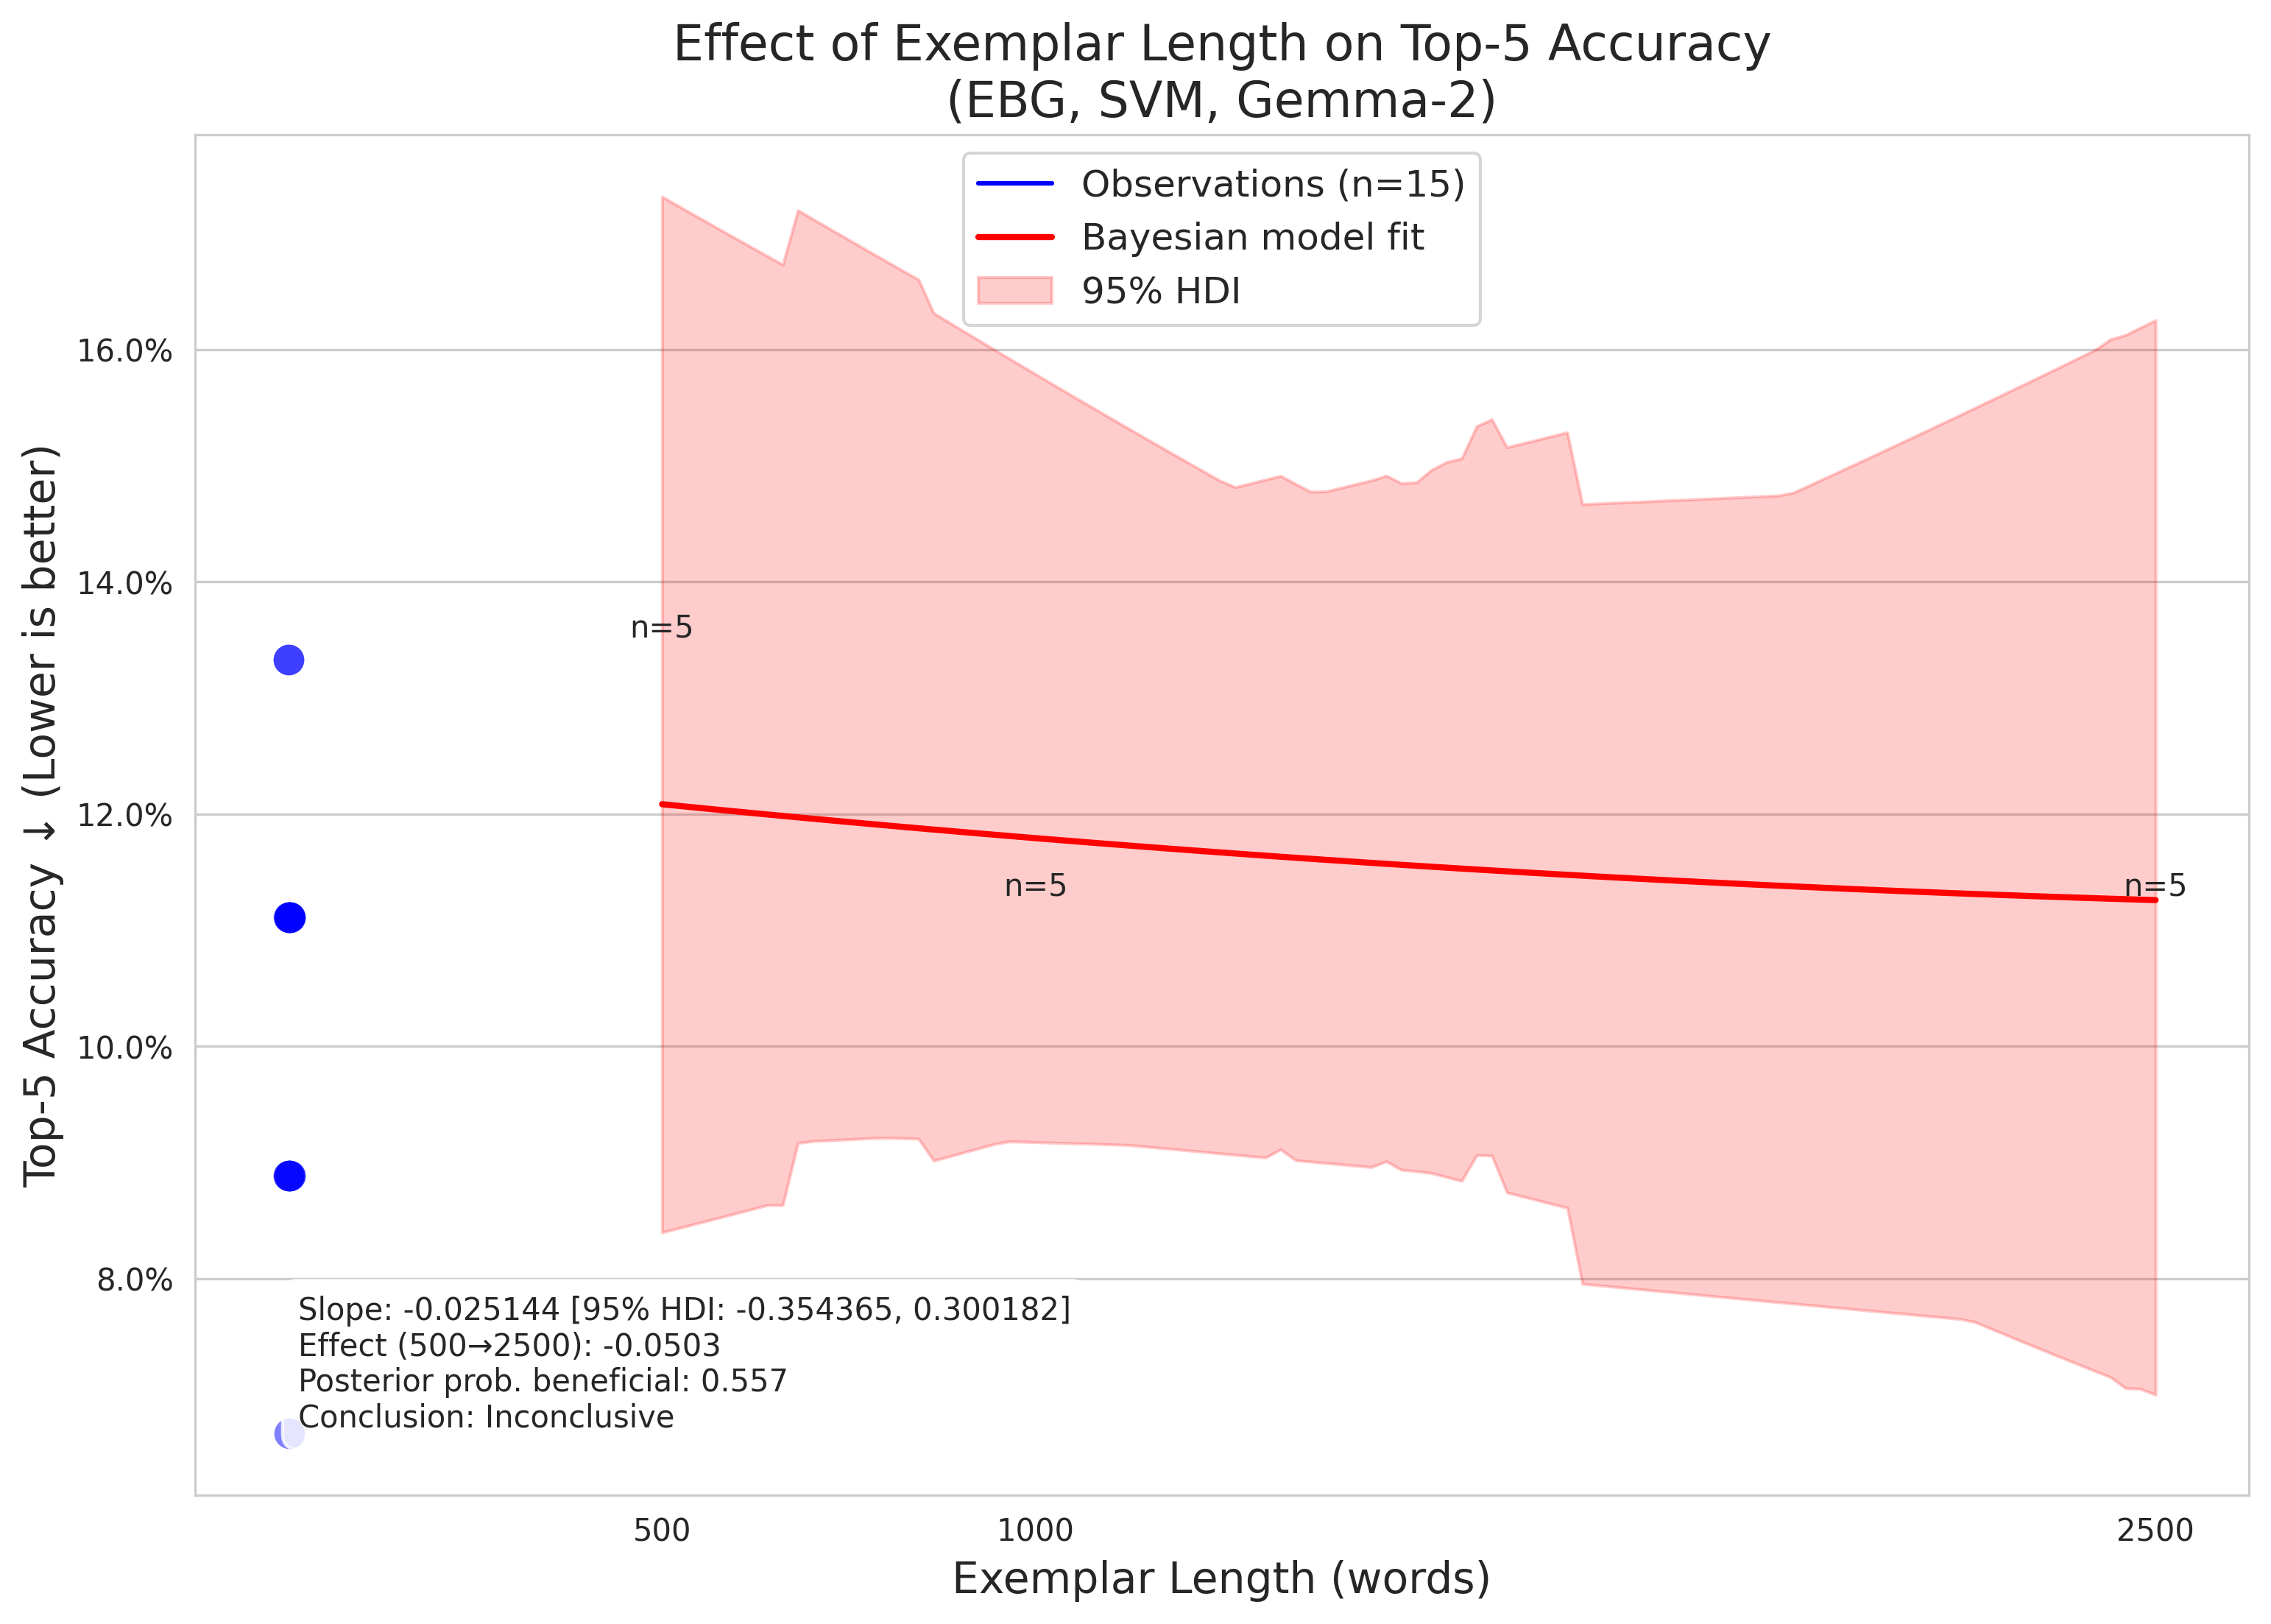 Effect of Exemplar Length on Top-5 Accuracy
(EBG, SVM, Gemma-2)
Observations (n=15)
Bayesian model fit
95% HDI
Top-5 Accuracy ↓ (Lower is better)
16.0%
14.0%
12.0%
10.0%
8.0%
n=5
n=5
n=5
Slope: -0.025144 [95% HDI: -0.354365, 0.300182]
Effect (500→2500): -0.0503
Posterior prob. beneficial: 0.557
Conclusion: Inconclusive
500
1000
2500
Exemplar Length (words)